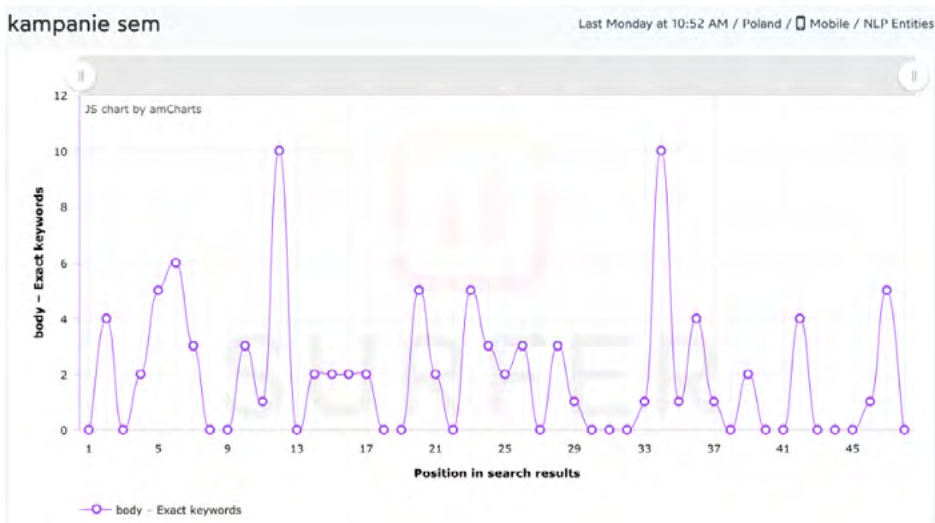 kampanie sem
Last Monday at 10:52 AM / Poland / Mobile / NLP Entities
JS chart by amCharts
12
10
8
6
4
2
0
body – Exact keywords
SURFER
1 5 9 13 17 21 25 29 33 37 41 45
Position in search results
body – Exact keywords